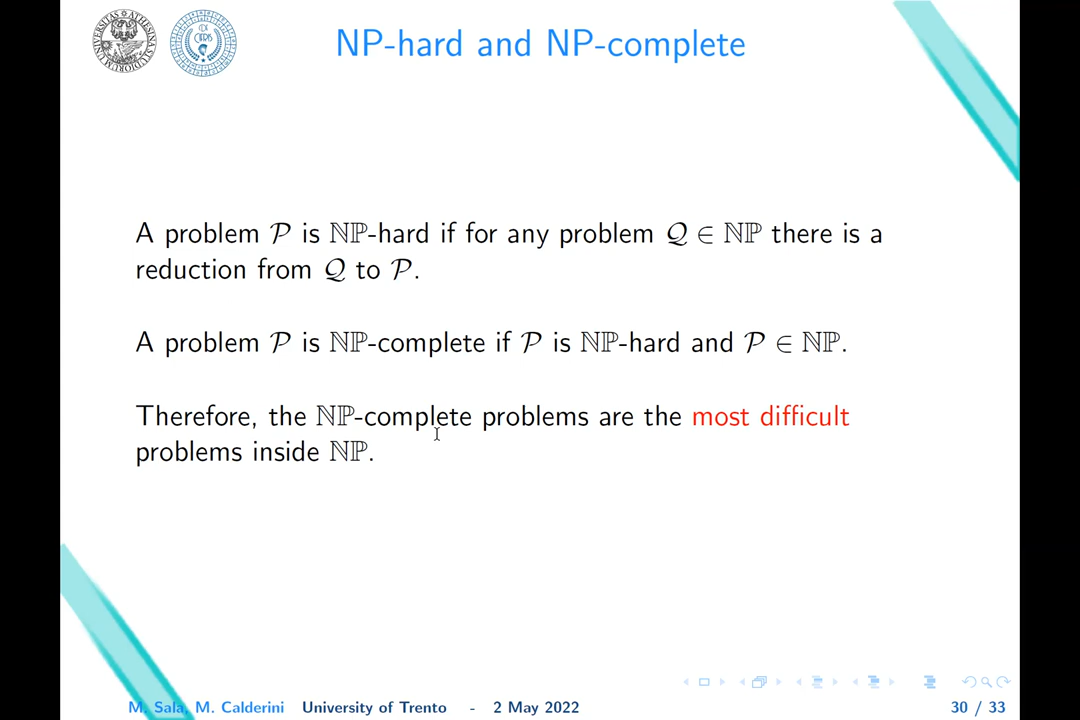 NP-hard and NP-complete
A problem 𝒫 is ℕℙ-hard if for any problem 𝒬 ∈ ℕℙ there is a
reduction from 𝒬 to 𝒫.
A problem 𝒫 is ℕℙ-complete if 𝒫 is ℕℙ-hard and 𝒫 ∈ ℕℙ.
Therefore, the ℕℙ-complete problems are the most difficult
problems inside ℕℙ.
M. Sala, M. Calderini University of Trento - 2 May 2022 30 / 33